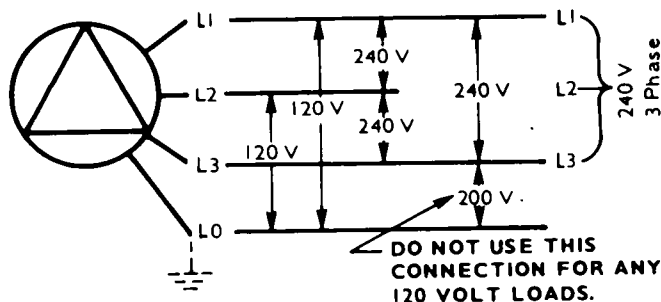 L1
L1
240 V
L2
120 V
240 V
L2
240 V
3 Phase
240 V
120 V
L3
L3
200 V
L0
DO NOT USE THIS
CONNECTION FOR ANY
120 VOLT LOADS.